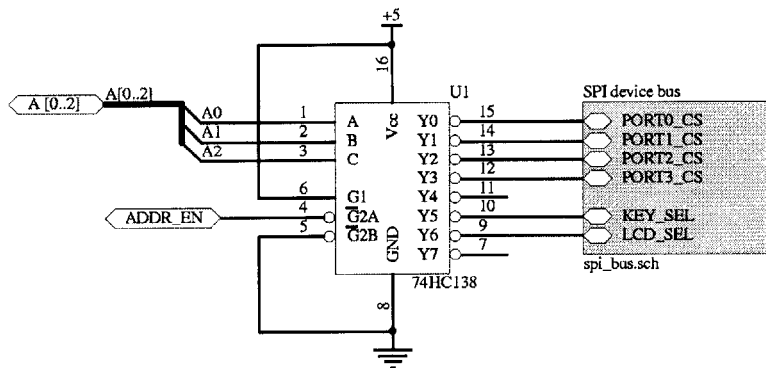 +5
16
U1
SPI device bus
A [0..2]
A[0..2]
A0
1
A
Vcc
Y0
15
PORT0_CS
A1
2
B
Y1
14
PORT1_CS
A2
3
C
Y2
13
PORT2_CS
Y3
12
PORT3_CS
6
G1
Y4
11
ADDR_EN
4
G2A
Y5
10
KEY_SEL
5
G2B
GND
Y6
9
LCD_SEL
Y7
7
8
74HC138
spi_bus.sch